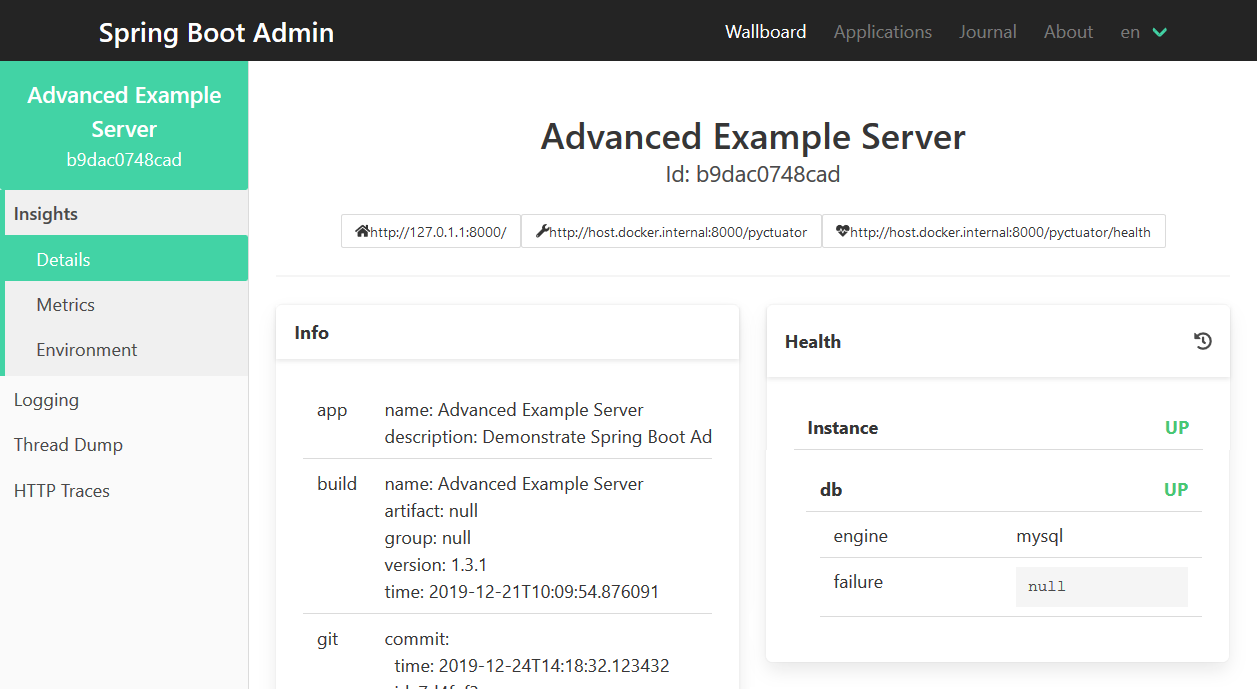 Spring Boot Admin
Wallboard Applications Journal About en
Advanced Example
Server
b9dac0748cad
Insights
Details
Metrics
Environment
Logging
Thread Dump
HTTP Traces
Advanced Example Server
Id: b9dac0748cad
http://127.0.1.1:8000/ http://host.docker.internal:8000/pyctuator http://host.docker.internal:8000/pyctuator/health
Info
app name: Advanced Example Server
description: Demonstrate Spring Boot Ad
build name: Advanced Example Server
artifact: null
group: null
version: 1.3.1
time: 2019-12-21T10:09:54.876091
git commit:
time: 2019-12-24T14:18:32.123432
Health
Instance UP
db UP
engine mysql
failure null